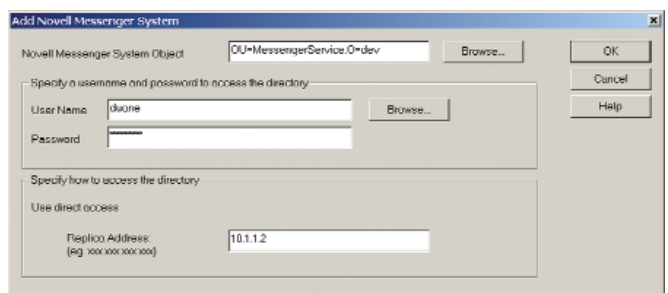 Add Novell Messenger System
Novell Messenger System Object
OU=MessengerService.O=dev
Browse...
OK
Cancel
Help
Specify a username and password to access the directory
User Name
duane
Browse...
Password
Specify how to access the directory
Use direct access
Replica Address:
10.1.1.2
(eg. xxx.xxx.xxx.xxx)